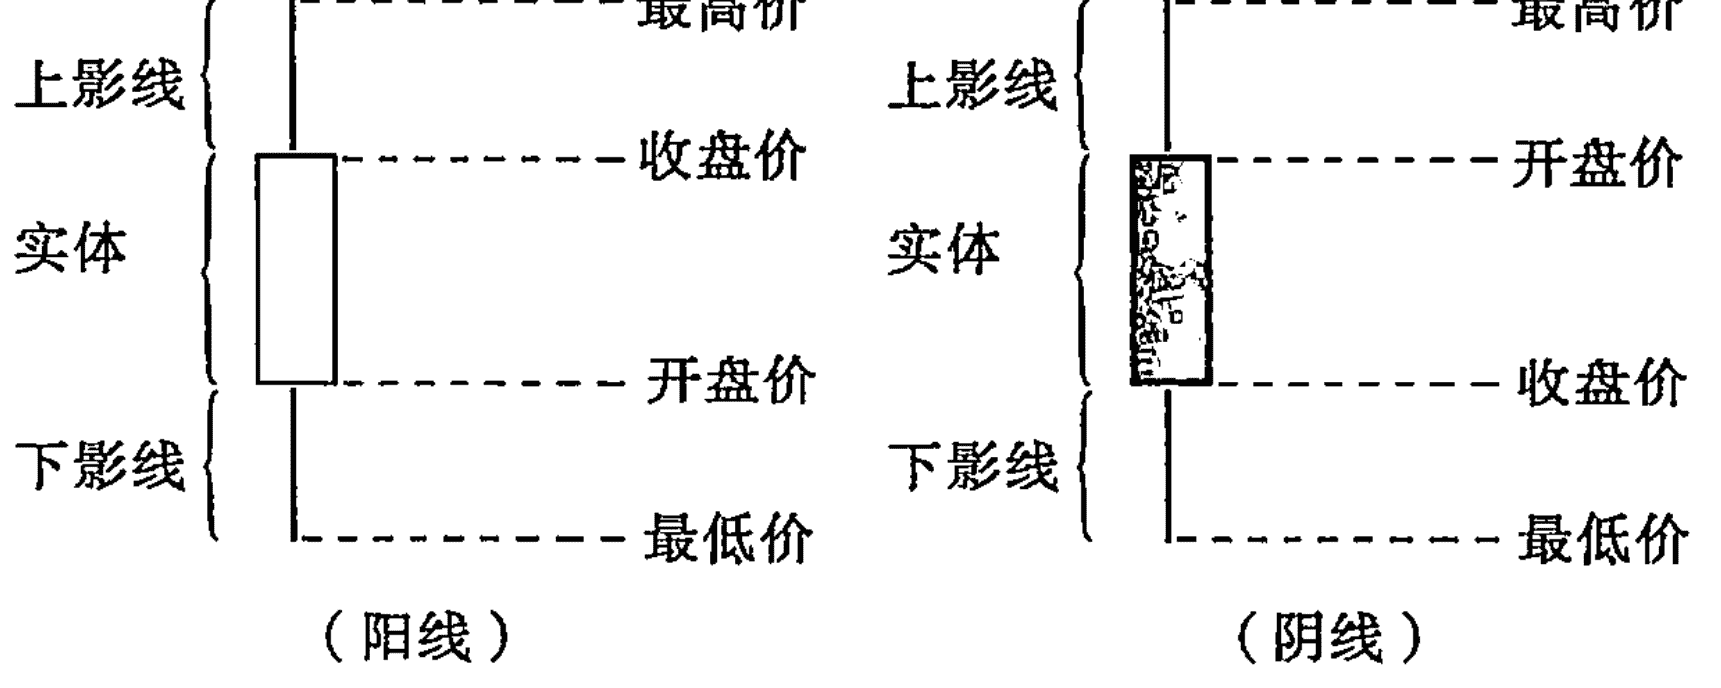 最高价 最高价
上影线 上影线
收盘价 开盘价
实体 实体
开盘价 收盘价
下影线 下影线
最低价 最低价
(阳线) (阴线)